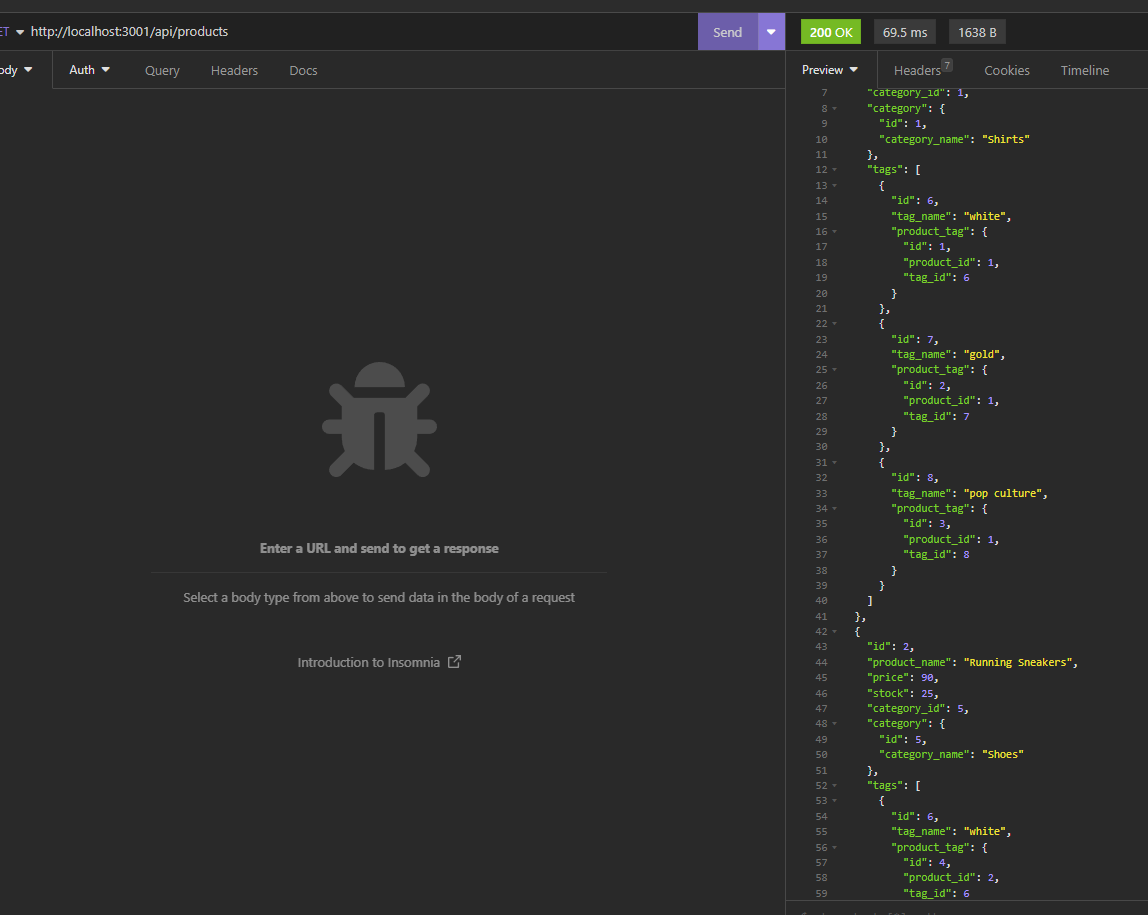 ET http://localhost:3001/api/products Send 200 OK 69.5 ms 1638 B
ody Auth Query Headers Docs Preview Headers 7 Cookies Timeline
7 "category_id": 1,
8 "category": {
9 "id": 1,
10 "category_name": "Shirts"
11 },
12 "tags": [
13 {
14 "id": 6,
15 "tag_name": "white",
16 "product_tag": {
17 "id": 1,
18 "product_id": 1,
19 "tag_id": 6
20 }
21 },
22 {
23 "id": 7,
24 "tag_name": "gold",
25 "product_tag": {
26 "id": 2,
27 "product_id": 1,
28 "tag_id": 7
29 }
30 },
31 {
32 "id": 8,
33 "tag_name": "pop culture",
34 "product_tag": {
35 "id": 3,
36 "product_id": 1,
37 "tag_id": 8
38 }
39 }
40 ]
41 },
42 {
43 "id": 2,
44 "product_name": "Running Sneakers",
45 "price": 90,
46 "stock": 25,
47 "category_id": 5,
48 "category": {
49 "id": 5,
50 "category_name": "Shoes"
51 },
52 "tags": [
53 {
54 "id": 6,
55 "tag_name": "white",
56 "product_tag": {
57 "id": 4,
58 "product_id": 2,
59 "tag_id": 6
Enter a URL and send to get a response
Select a body type from above to send data in the body of a request
Introduction to Insomnia